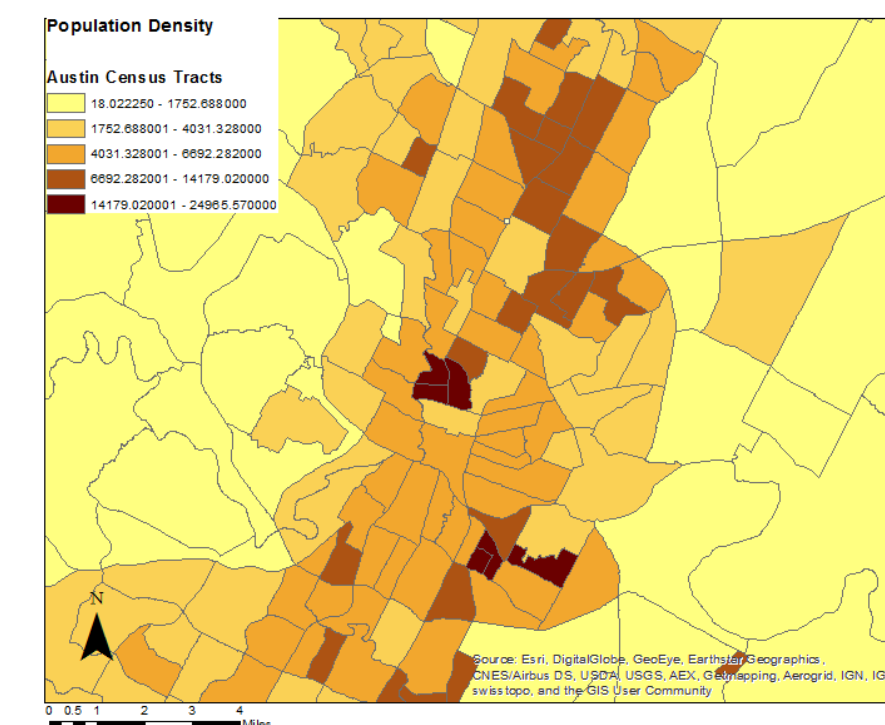 Population Density
Austin Census Tracts
18.022250 - 1752.688000
1752.688001 - 4031.328000
4031.328001 - 6692.282000
6692.282001 - 14179.020000
14179.020001 - 24965.570000
N
Source: Esri, DigitalGlobe, GeoEye, Earthstar Geographics,
CNES/Airbus DS, USDA, USGS, AEX, Getmapping, Aerogrid, IGN, IG
swisstopo, and the GIS User Community
0 0.5 1 2 3 4
Miles